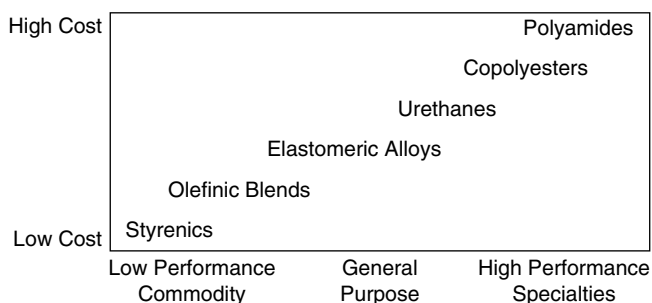 High Cost
Polyamides
Copolyesters
Urethanes
Elastomeric Alloys
Olefinic Blends
Styrenics
Low Cost
Low Performance
Commodity
General
Purpose
High Performance
Specialties